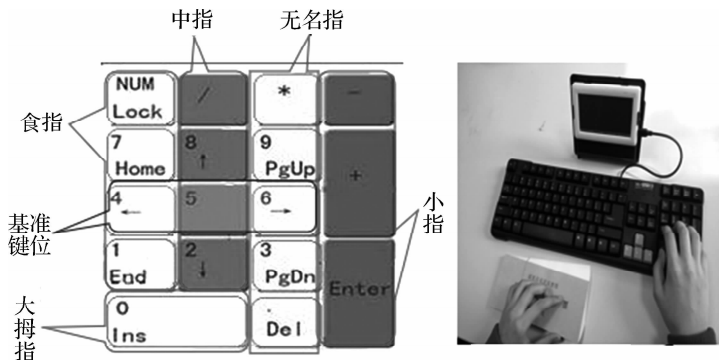 中指
无名指
NUM
Lock
/
*
-
食指
7
Home
8
↑
9
PgUp
+
基准
键位
4
←
5
6
→
小
指
1
End
2
↓
3
PgDn
Enter
大
拇
指
0
Ins
.
Del